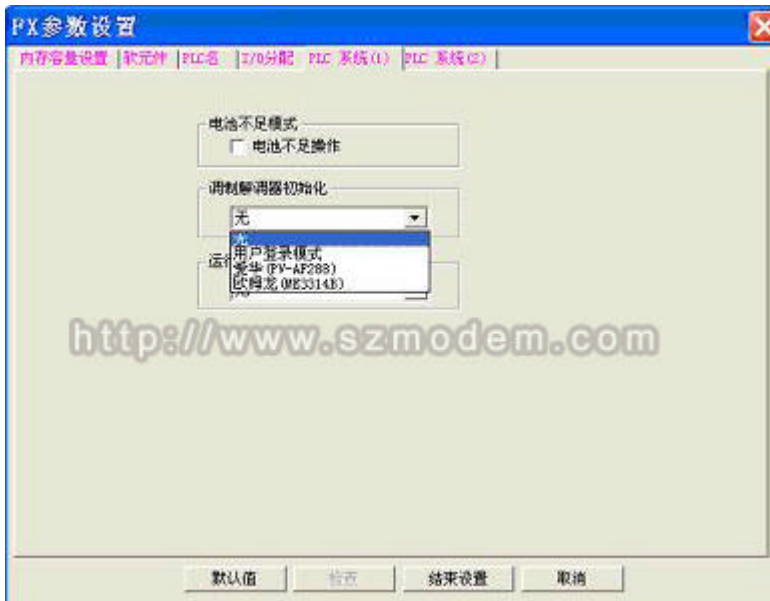 FX参数设置
内存容量设置 软元件 PLC名 I/O分配 PLC 系统(1) PLC 系统(2)
电池不足模式
电池不足操作
调制解调器初始化
无
无
用户登录模式
爱华(PV-AF288)
欧姆龙(ME3314B)
运行
http://www.szmodem.com
默认值 检查 结束设置 取消